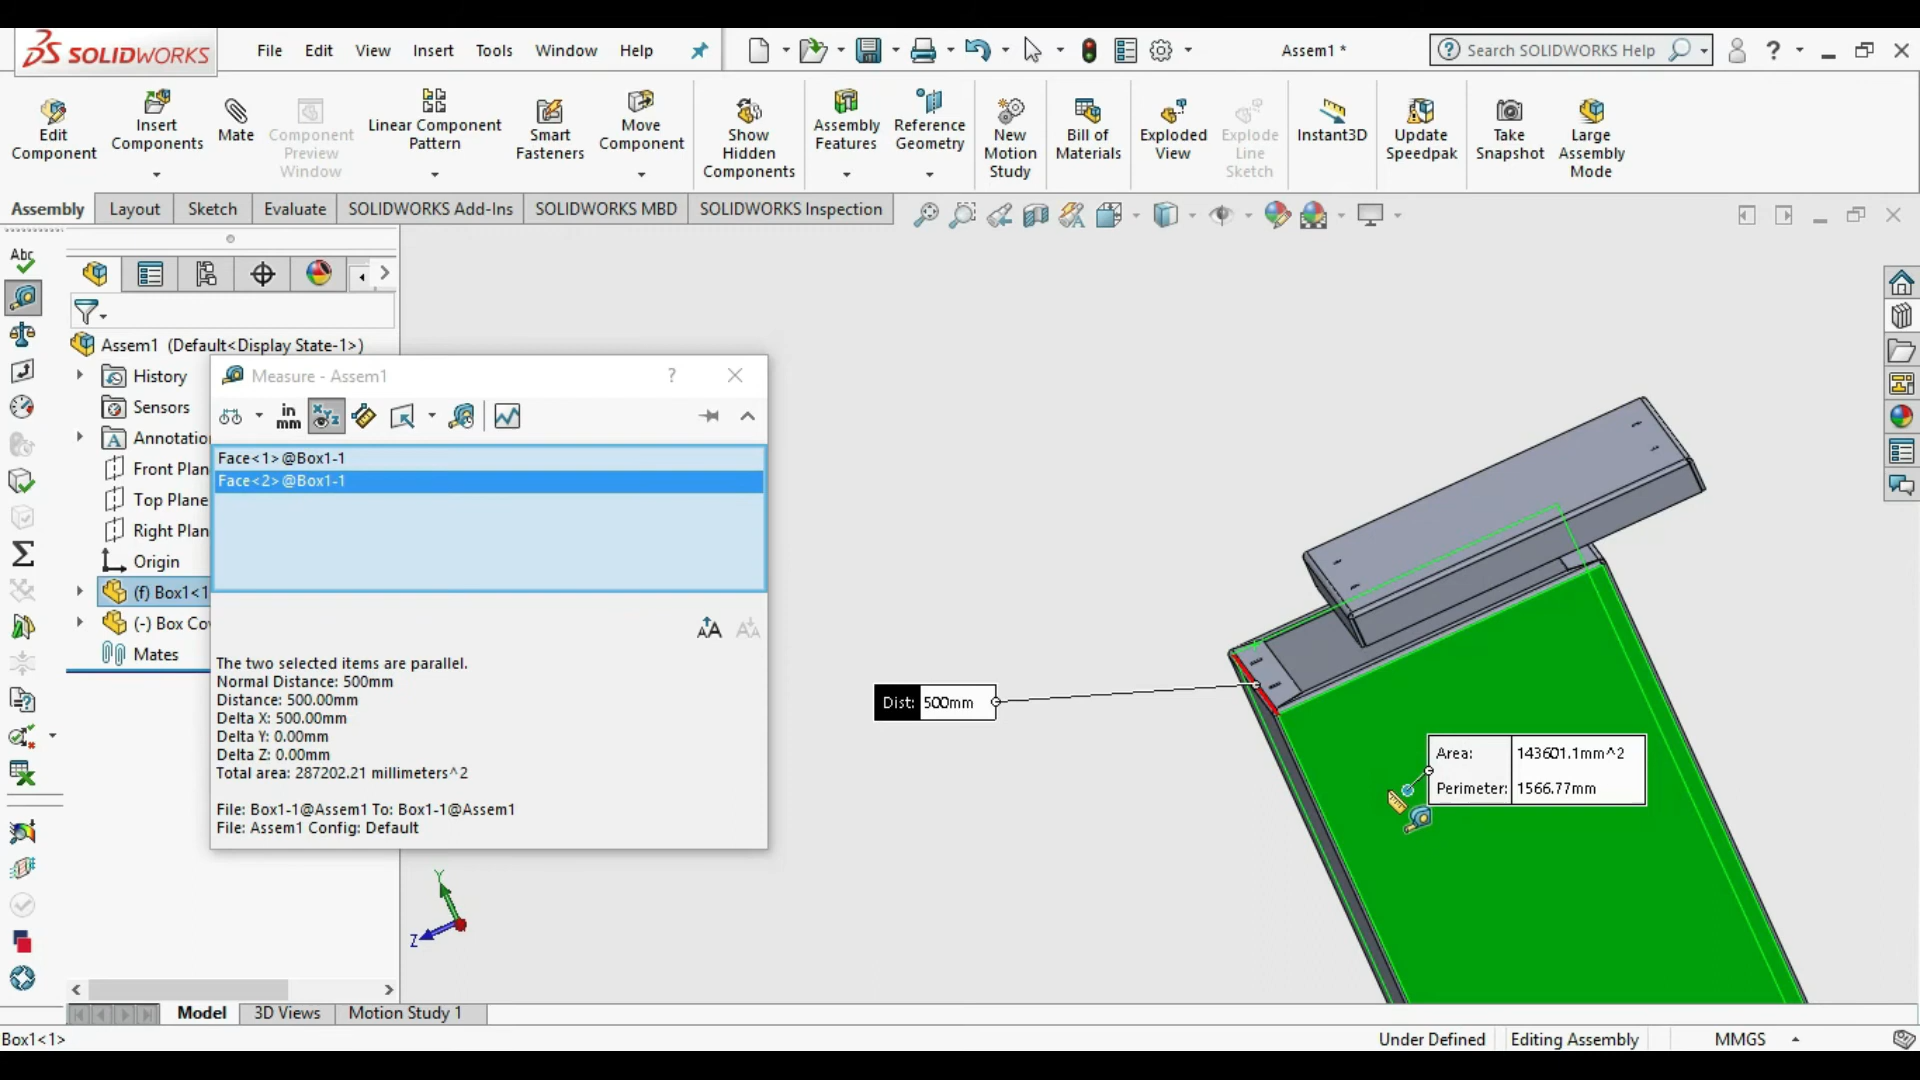 SOLIDWORKS
File Edit View Insert Tools Window Help
Assem1 *
Search SOLIDWORKS Help
Edit Component
Insert Components
Mate
Component Preview Window
Linear Component Pattern
Smart Fasteners
Move Component
Show Hidden Components
Assembly Features
Reference Geometry
New Motion Study
Bill of Materials
Exploded View
Explode Line Sketch
Instant3D
Update Speedpak
Take Snapshot
Large Assembly Mode
Assembly Layout Sketch Evaluate SOLIDWORKS Add-Ins SOLIDWORKS MBD SOLIDWORKS Inspection
Abc
Assem1 (Default<Display State-1>)
History
Sensors
Annotatio
Front Plan
Top Plane
Right Plan
Origin
(f) Box1<1
(-) Box Co
Mates
Measure - Assem1
in
mm
XYZ
Face<1>@Box1-1
Face<2>@Box1-1
The two selected items are parallel.
Normal Distance: 500mm
Distance: 500.00mm
Delta X: 500.00mm
Delta Y: 0.00mm
Delta Z: 0.00mm
Total area: 287202.21 millimeters^2
File: Box1-1@Assem1 To: Box1-1@Assem1
File: Assem1 Config: Default
Dist: 500mm
Area: 143601.1mm^2
Perimeter: 1566.77mm
Y
Z
Model 3D Views Motion Study 1
Box1<1>
Under Defined Editing Assembly MMGS